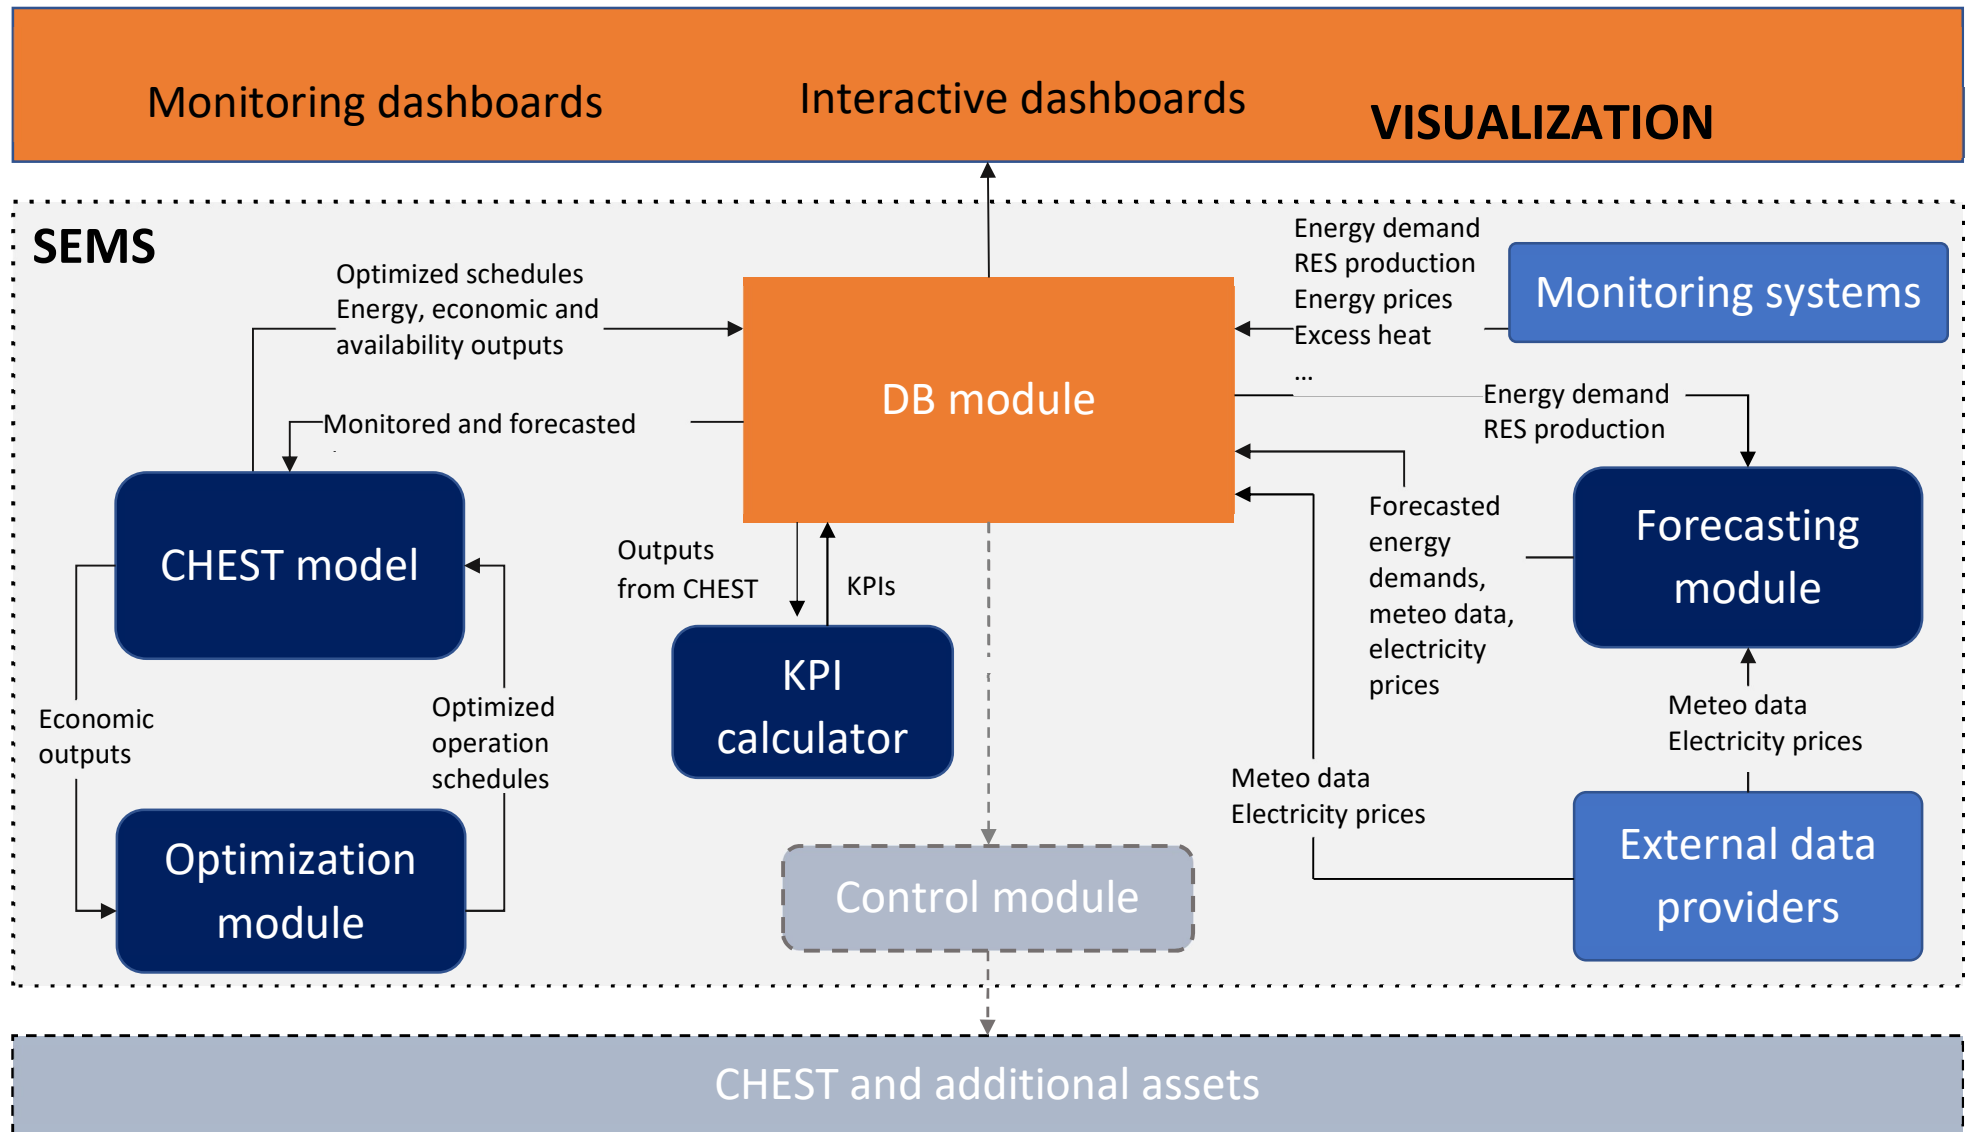 Monitoring dashboards
Interactive dashboards
VISUALIZATION
SEMS
Optimized schedules
Energy, economic and
availability outputs
Energy demand
RES production
Energy prices
Excess heat
...
Monitoring systems
DB module
Energy demand
RES production
Monitored and forecasted
CHEST model
Outputs
from CHEST
KPIs
Forecasted
energy
demands,
meteo data,
electricity
prices
Forecasting
module
KPI
calculator
Economic
outputs
Optimized
operation
schedules
Meteo data
Electricity prices
Meteo data
Electricity prices
Optimization
module
Control module
External data
providers
CHEST and additional assets